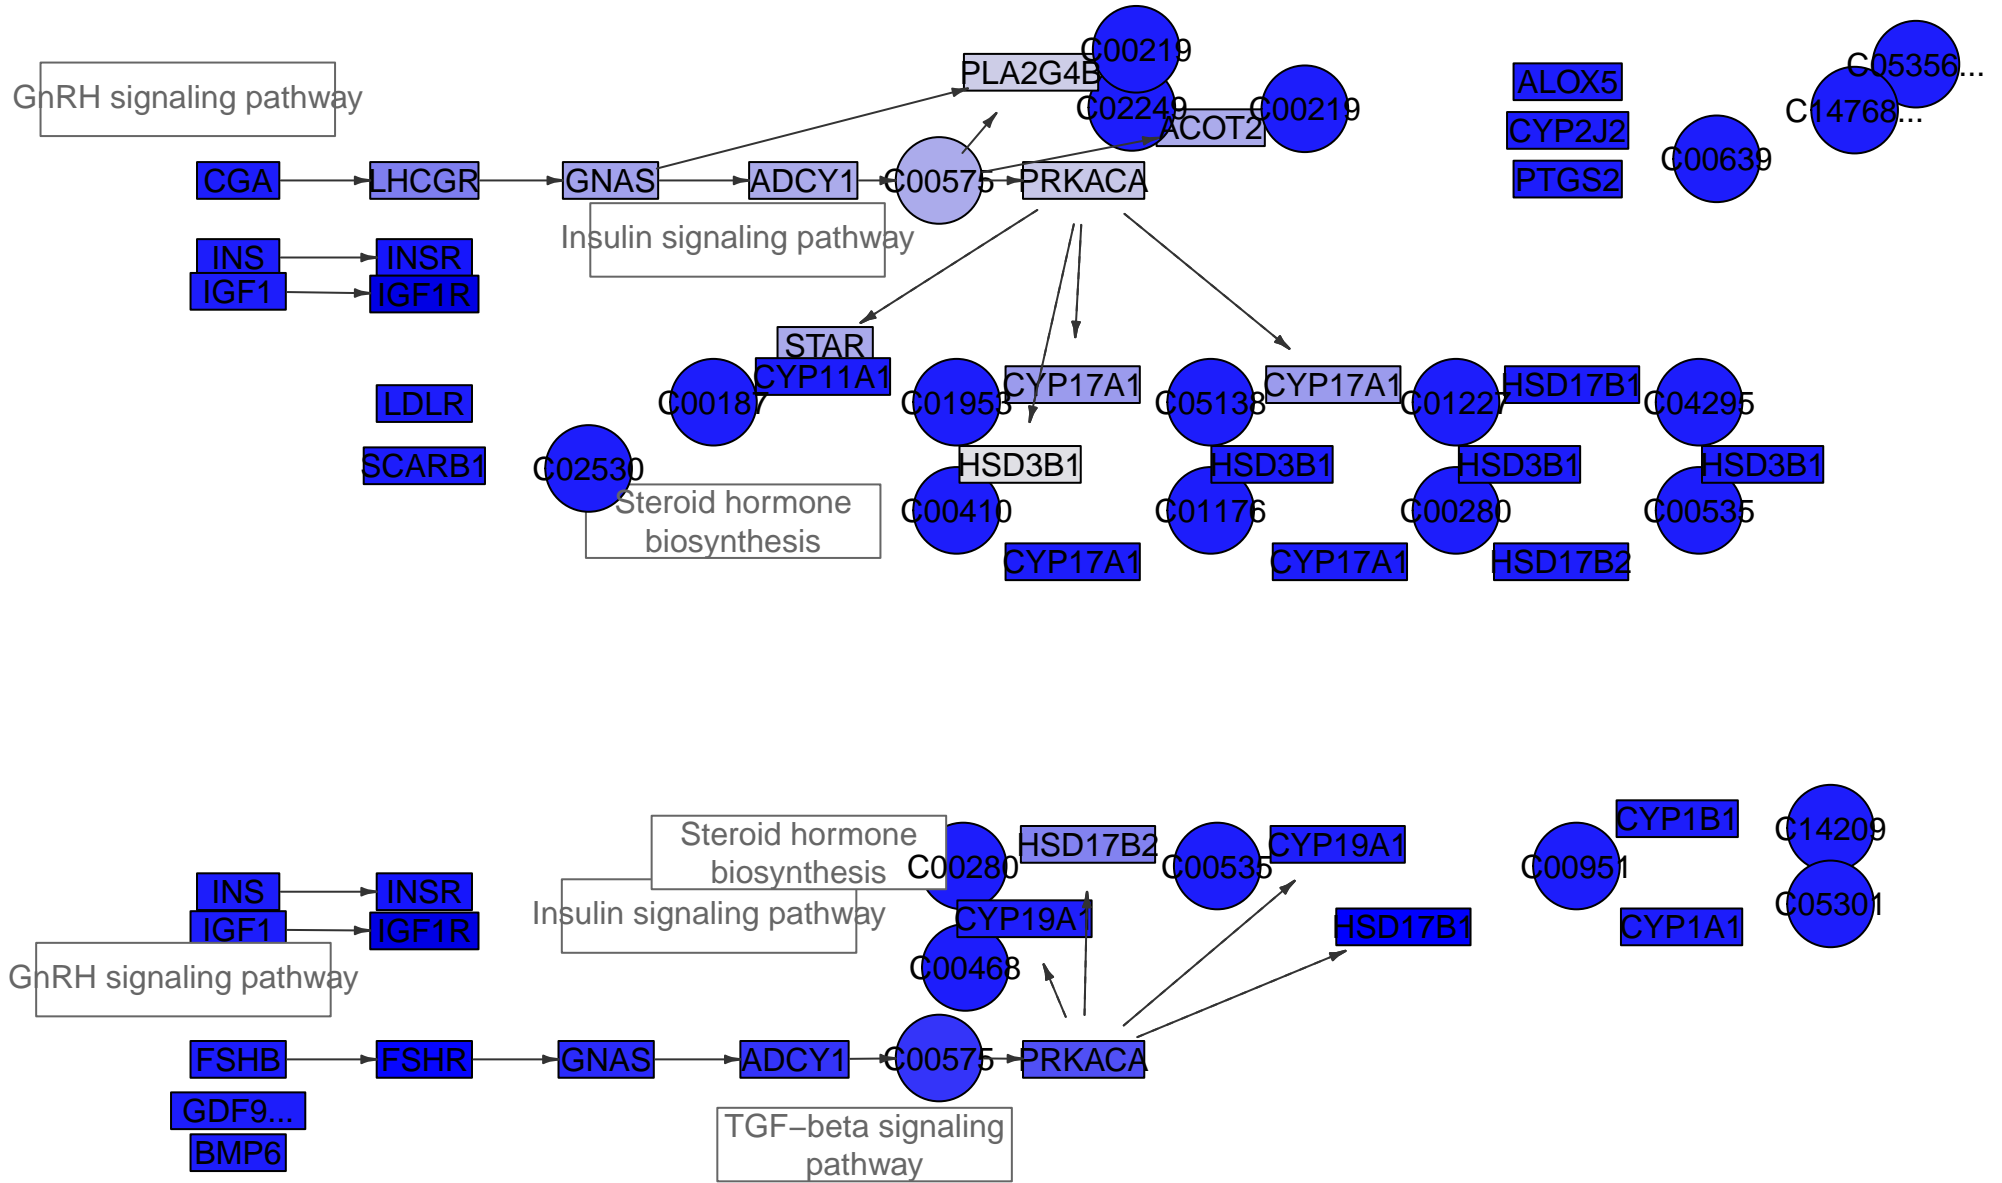 C00219
C05356...
PLA2G4B
ALOX5
GnRH signaling pathway
C02249
C00219
C14768...
ACOT2
CYP2J2
C00639
CGA
LHCGR
GNAS
ADCY1
C00575
PRKACA
PTGS2
Insulin signaling pathway
INS
INSR
IGF1
IGF1R
STAR
CYP11A1
CYP17A1
CYP17A1
HSD17B1
LDLR
C00187
C01953
C05138
C01227
C04295
SCARB1
C02530
HSD3B1
HSD3B1
HSD3B1
HSD3B1
Steroid hormone
biosynthesis
C00410
C01176
C00280
C00535
CYP17A1
CYP17A1
HSD17B2
Steroid hormone
biosynthesis
C00280
HSD17B2
C00535
CYP19A1
C00951
CYP1B1
C14209
INS
INSR
Insulin signaling pathway
CYP19A1
HSD17B1
CYP1A1
C05301
IGF1
IGF1R
GnRH signaling pathway
C00468
FSHB
FSHR
GNAS
ADCY1
C00575
PRKACA
GDF9...
BMP6
TGF−beta signaling
pathway